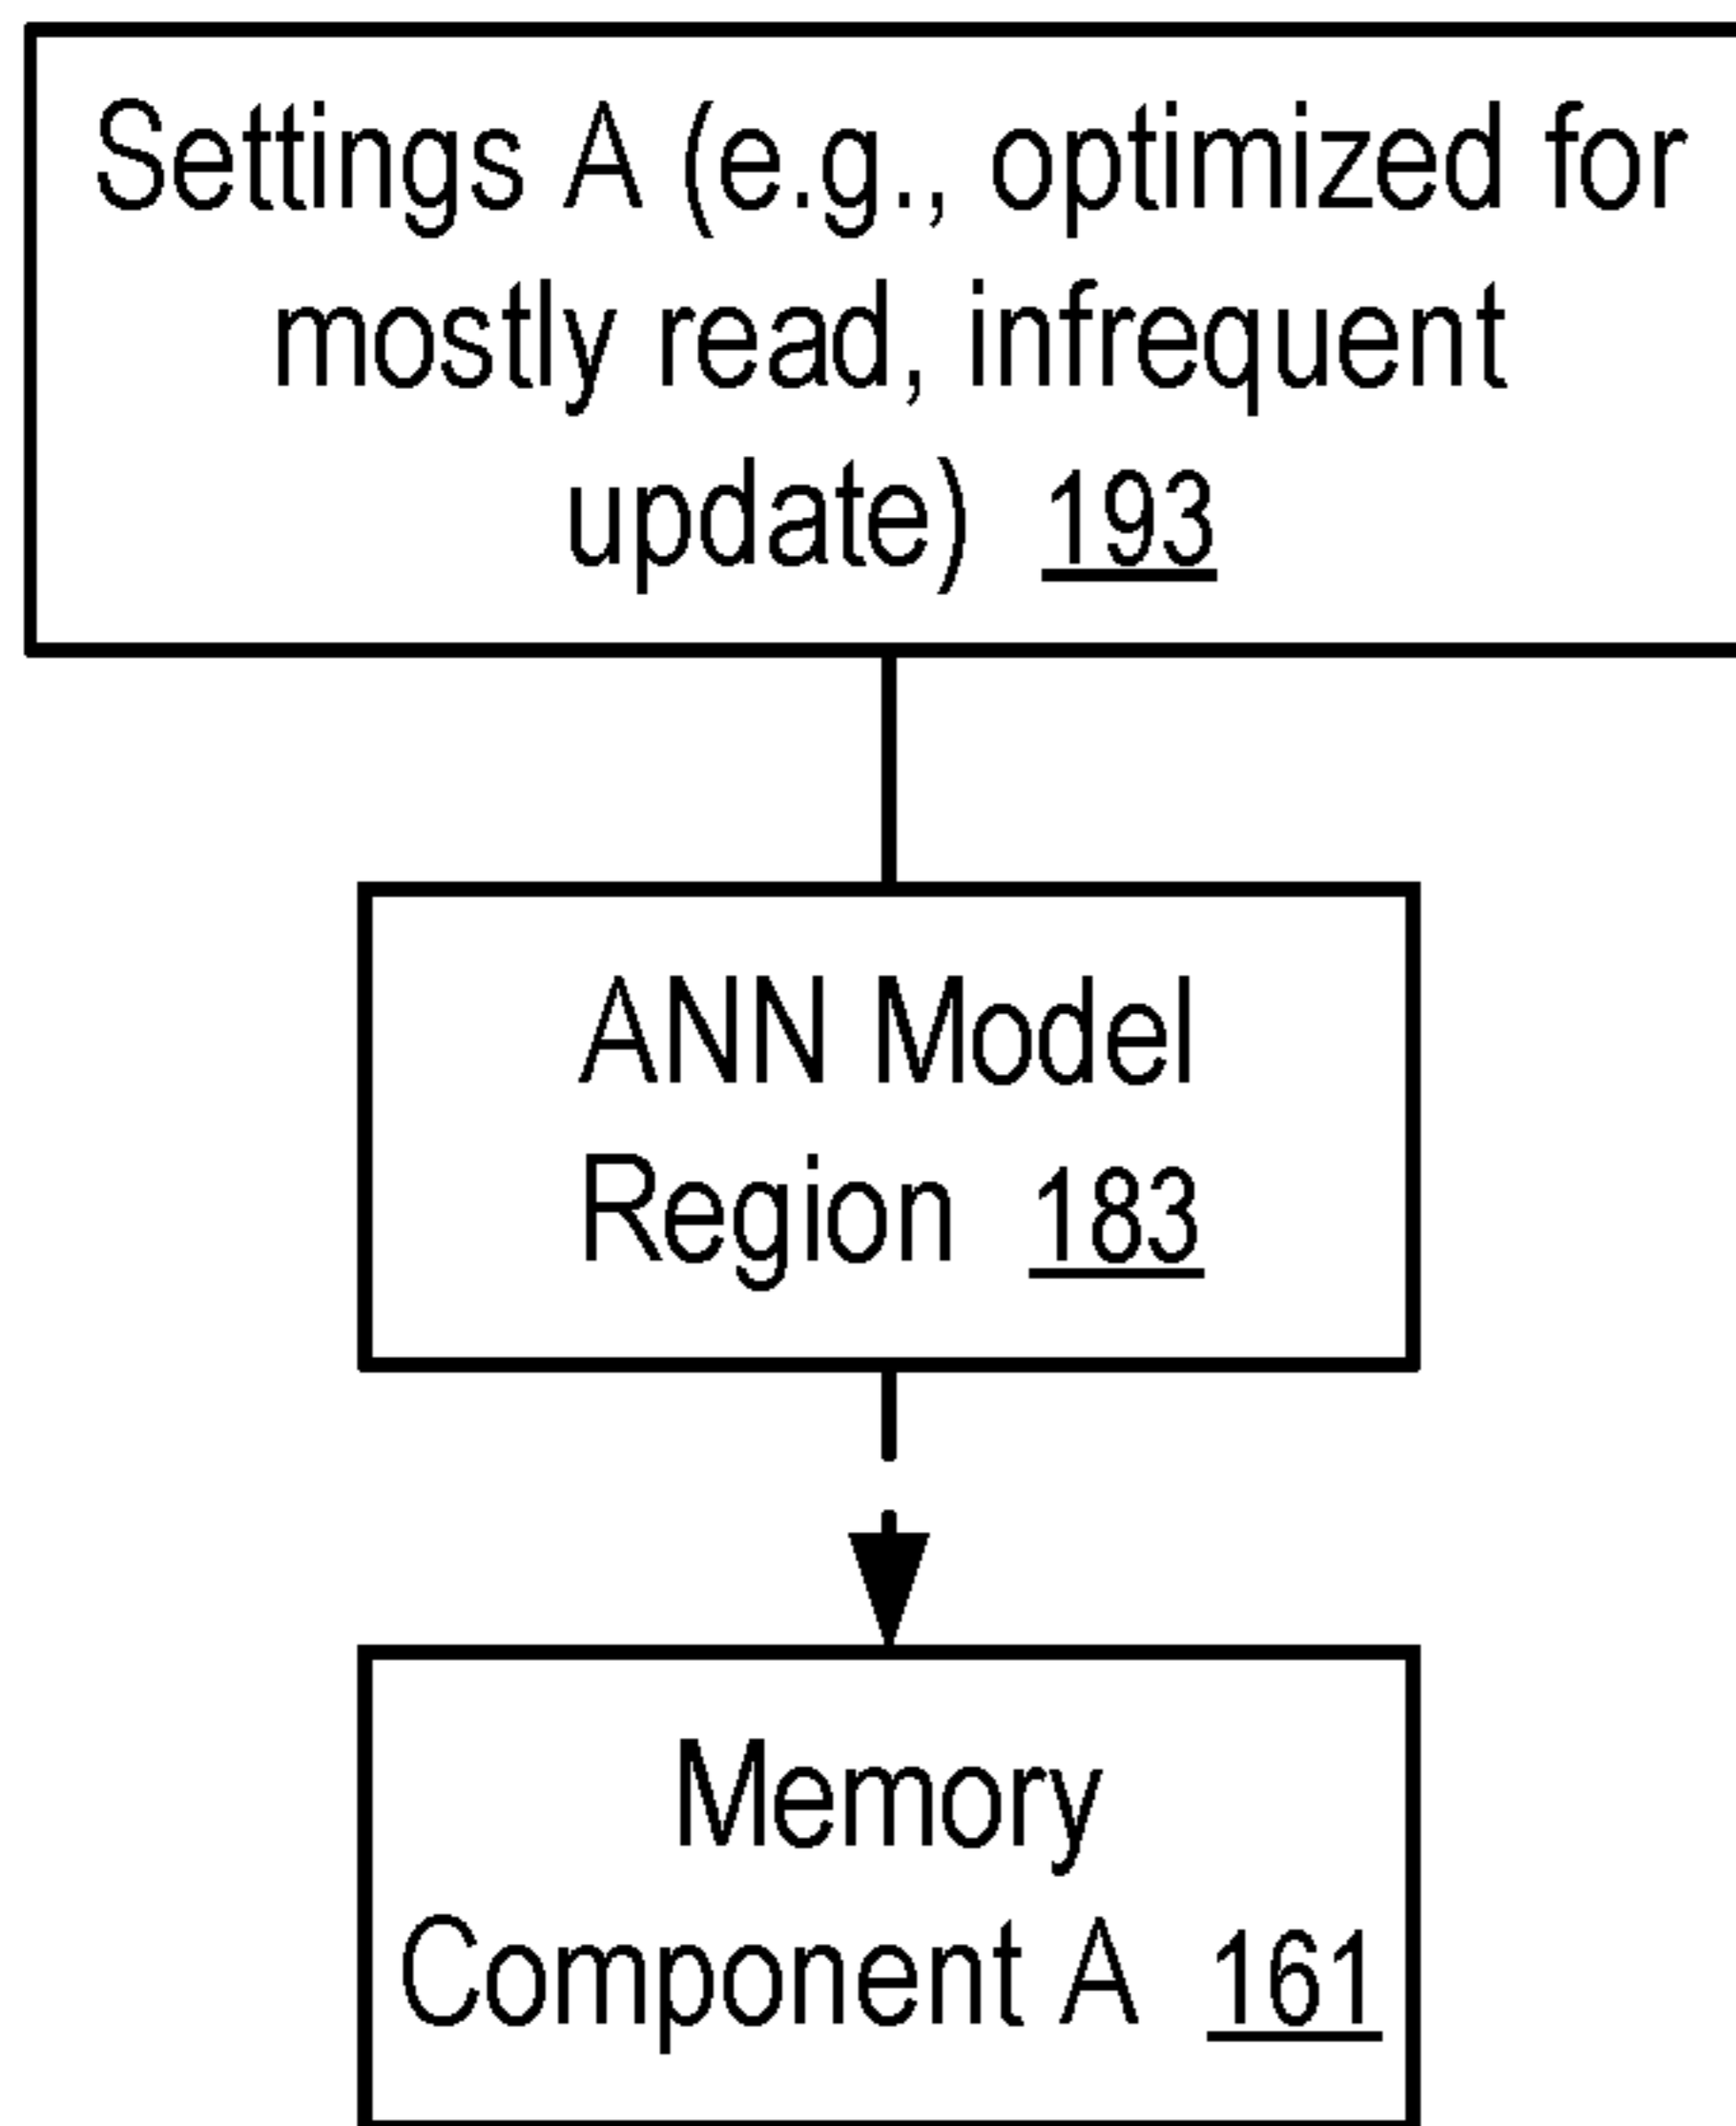 Settings A (e.g., optimized for
mostly read, infrequent
update) 193
ANN Model
Region 183
Memory
Component A 161